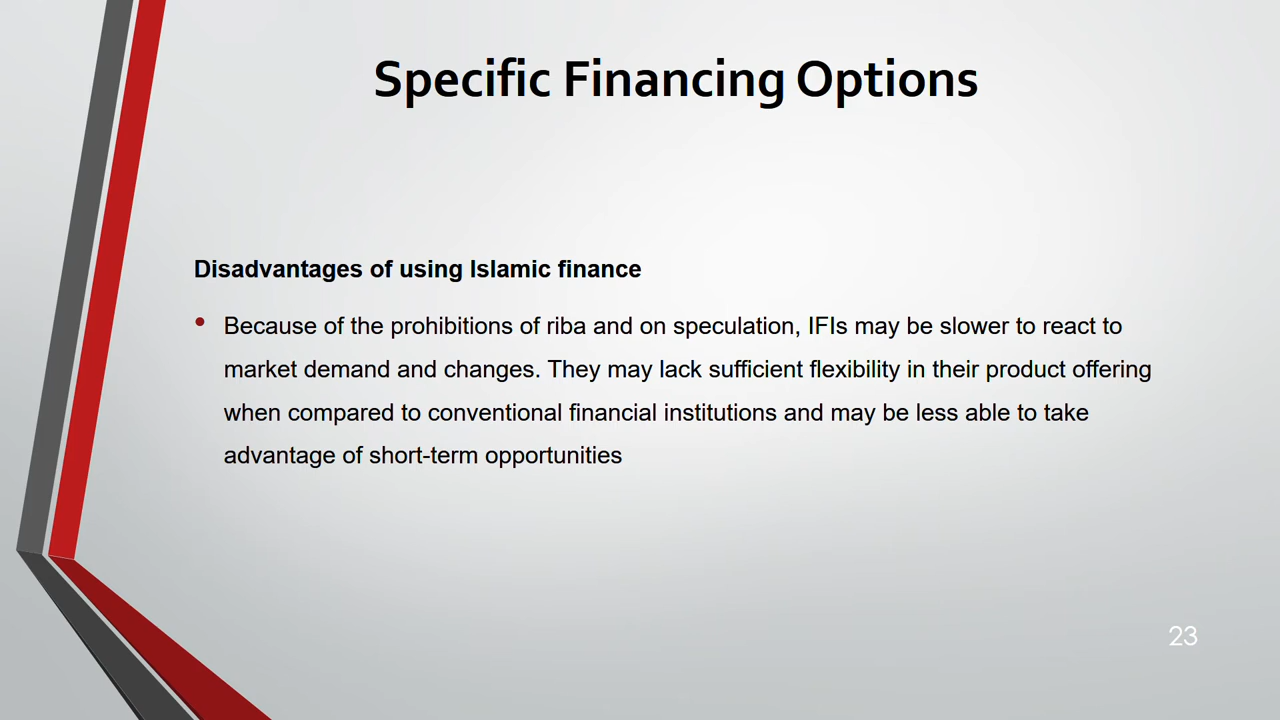 Specific Financing Options
Disadvantages of using Islamic finance
• Because of the prohibitions of riba and on speculation, IFIs may be slower to react to
market demand and changes. They may lack sufficient flexibility in their product offering
when compared to conventional financial institutions and may be less able to take
advantage of short-term opportunities
23